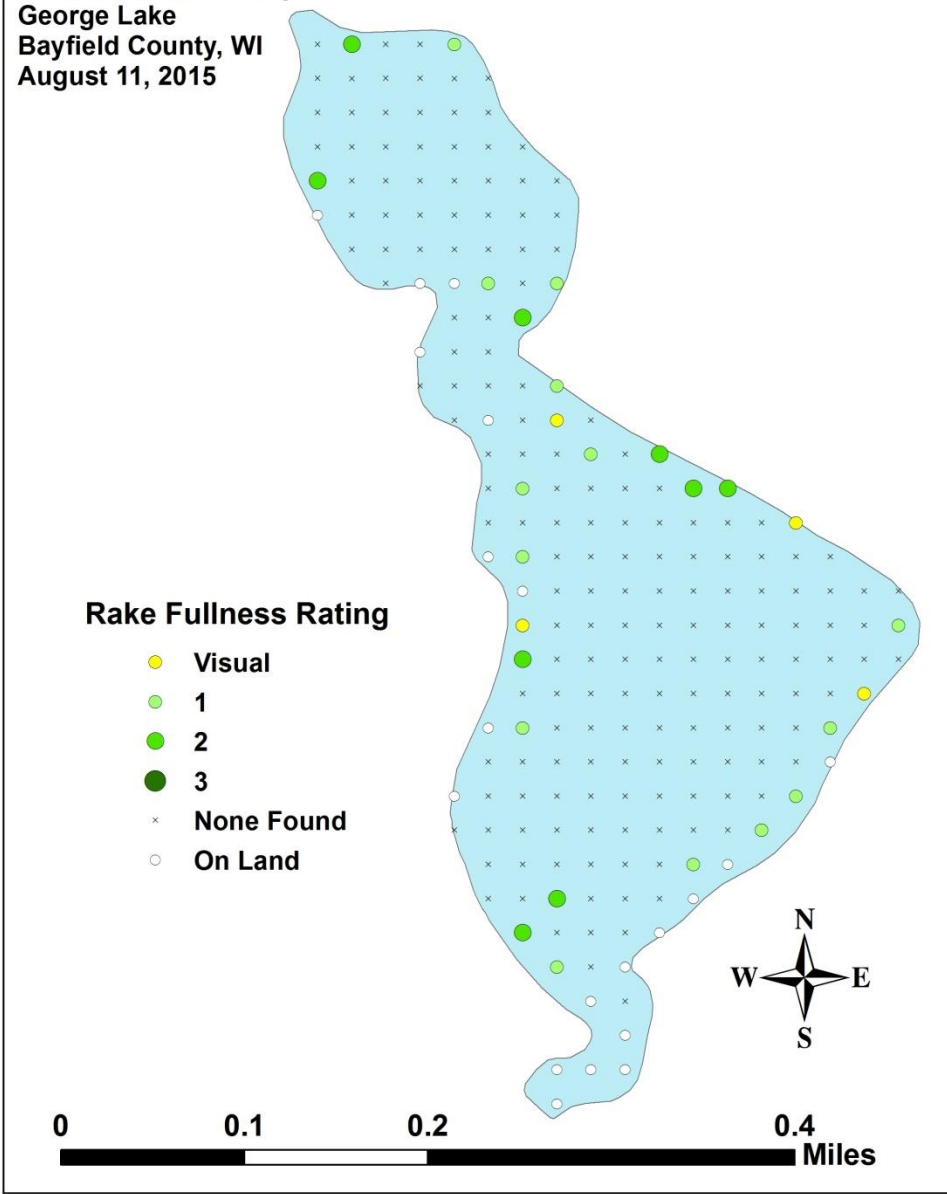 George Lake
Bayfield County, WI
August 11, 2015
Rake Fullness Rating
Visual
1
2
3
None Found
On Land
N
W E
S
0 0.1 0.2 0.4
Miles